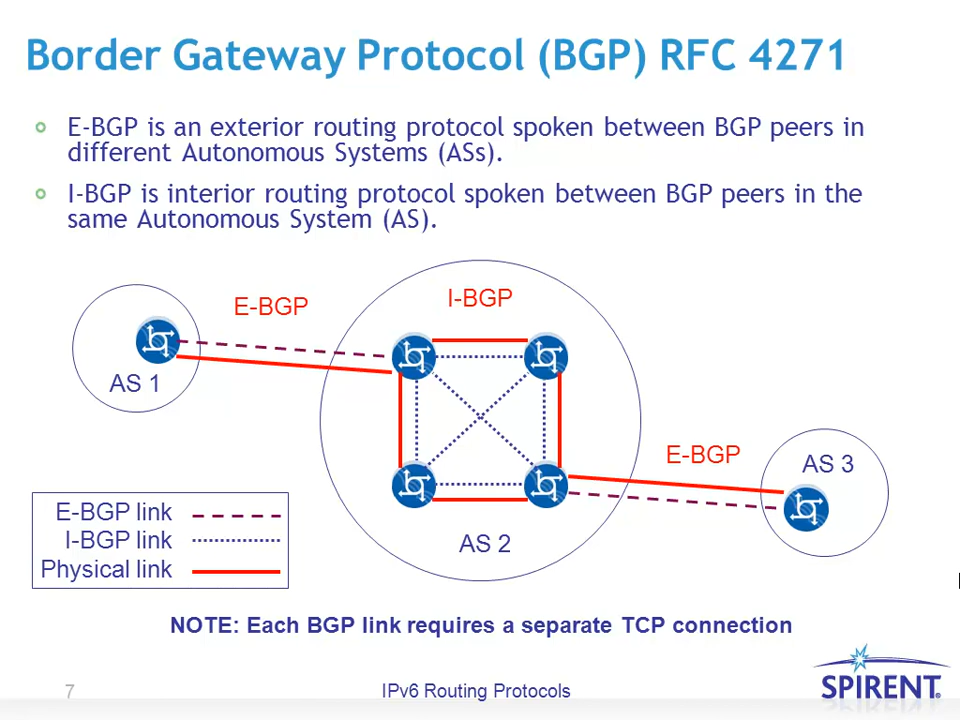 Border Gateway Protocol (BGP) RFC 4271
E-BGP is an exterior routing protocol spoken between BGP peers in
different Autonomous Systems (ASs).
I-BGP is interior routing protocol spoken between BGP peers in the
same Autonomous System (AS).
E-BGP
I-BGP
AS 1
E-BGP
AS 3
E-BGP link
I-BGP link
Physical link
AS 2
NOTE: Each BGP link requires a separate TCP connection
7
IPv6 Routing Protocols
SPIRENT